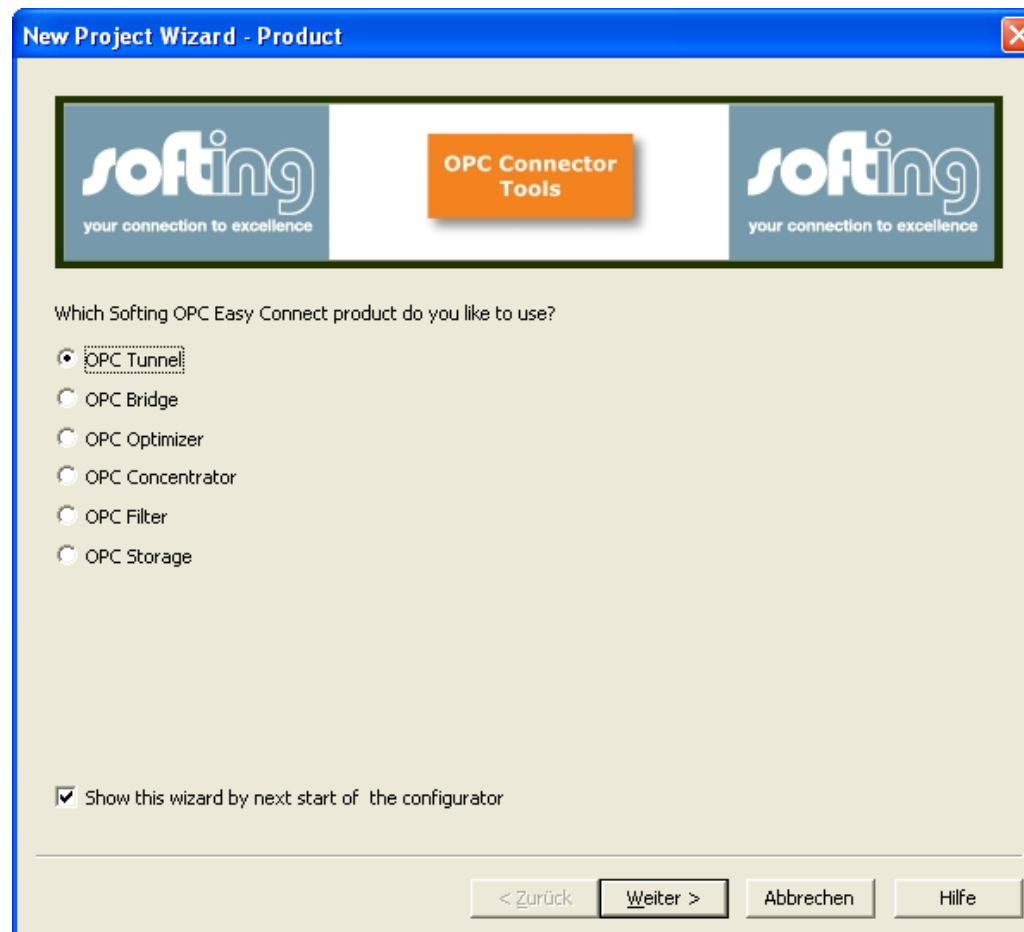 New Project Wizard - Product
softing
your connection to excellence
OPC Connector
Tools
softing
your connection to excellence
Which Softing OPC Easy Connect product do you like to use?
OPC Tunnel
OPC Bridge
OPC Optimizer
OPC Concentrator
OPC Filter
OPC Storage
Show this wizard by next start of the configurator
< Zurück
Weiter >
Abbrechen
Hilfe